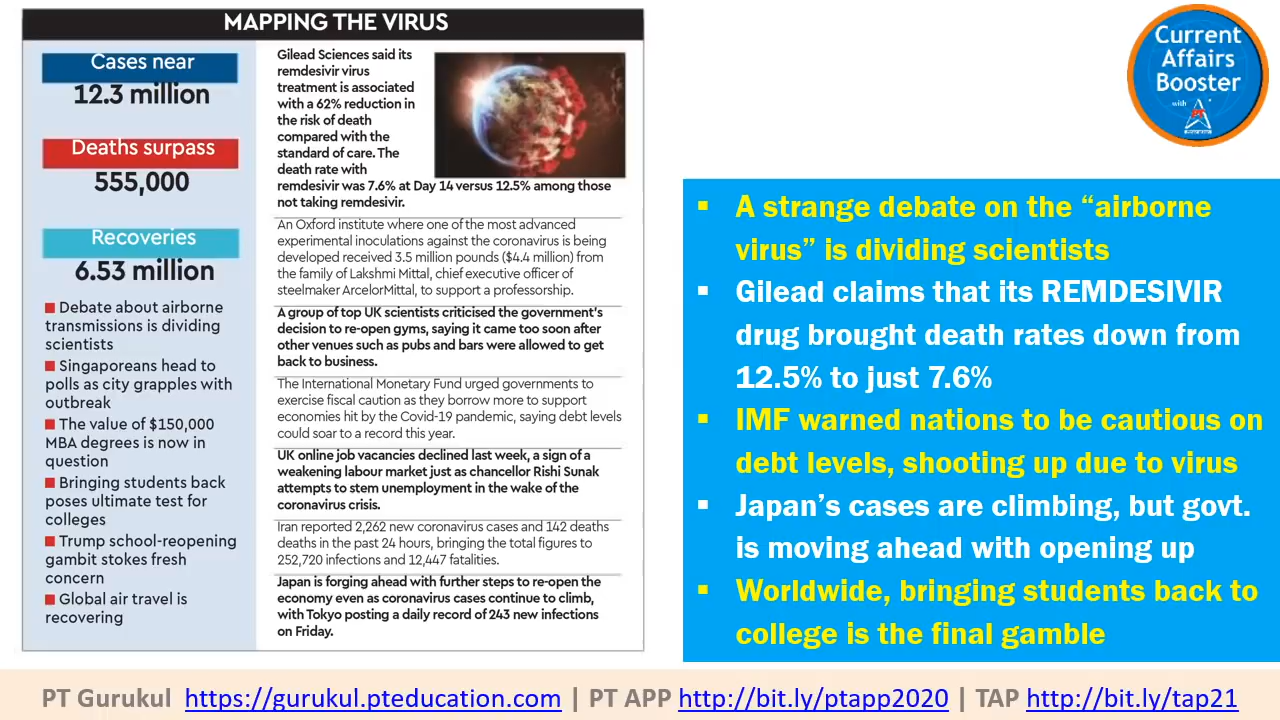 MAPPING THE VIRUS
Cases near
12.3 million
Deaths surpass
555,000
Recoveries
6.53 million
■ Debate about airborne
transmissions is dividing
scientists
■ Singaporeans head to
polls as city grapples with
outbreak
■ The value of $150,000
MBA degrees is now in
question
■ Bringing students back
poses ultimate test for
colleges
■ Trump school-reopening
gambit stokes fresh
concern
■ Global air travel is
recovering
Gilead Sciences said its
remdesivir virus
treatment is associated
with a 62% reduction in
the risk of death
compared with the
standard of care. The
death rate with
remdesivir was 7.6% at Day 14 versus 12.5% among those
not taking remdesivir.
An Oxford institute where one of the most advanced
experimental inoculations against the coronavirus is being
developed received 3.5 million pounds ($4.4 million) from
the family of Lakshmi Mittal, chief executive officer of
steelmaker ArcelorMittal, to support a professorship.
A group of top UK scientists criticised the government's
decision to re-open gyms, saying it came too soon after
other venues such as pubs and bars were allowed to get
back to business.
The International Monetary Fund urged governments to
exercise fiscal caution as they borrow more to support
economies hit by the Covid-19 pandemic, saying debt levels
could soar to a record this year.
UK online job vacancies declined last week, a sign of a
weakening labour market just as chancellor Rishi Sunak
attempts to stem unemployment in the wake of the
coronavirus crisis.
Iran reported 2,262 new coronavirus cases and 142 deaths
deaths in the past 24 hours, bringing the total figures to
252,720 infections and 12,447 fatalities.
Japan is forging ahead with further steps to re-open the
economy even as coronavirus cases continue to climb,
with Tokyo posting a daily record of 243 new infections
on Friday.
Current
Affairs
Booster
with
PT
▪ A strange debate on the “airborne
virus” is dividing scientists
▪ Gilead claims that its REMDESIVIR
drug brought death rates down from
12.5% to just 7.6%
▪ IMF warned nations to be cautious on
debt levels, shooting up due to virus
▪ Japan’s cases are climbing, but govt.
is moving ahead with opening up
▪ Worldwide, bringing students back to
college is the final gamble
PT Gurukul https://gurukul.pteducation.com | PT APP http://bit.ly/ptapp2020 | TAP http://bit.ly/tap21